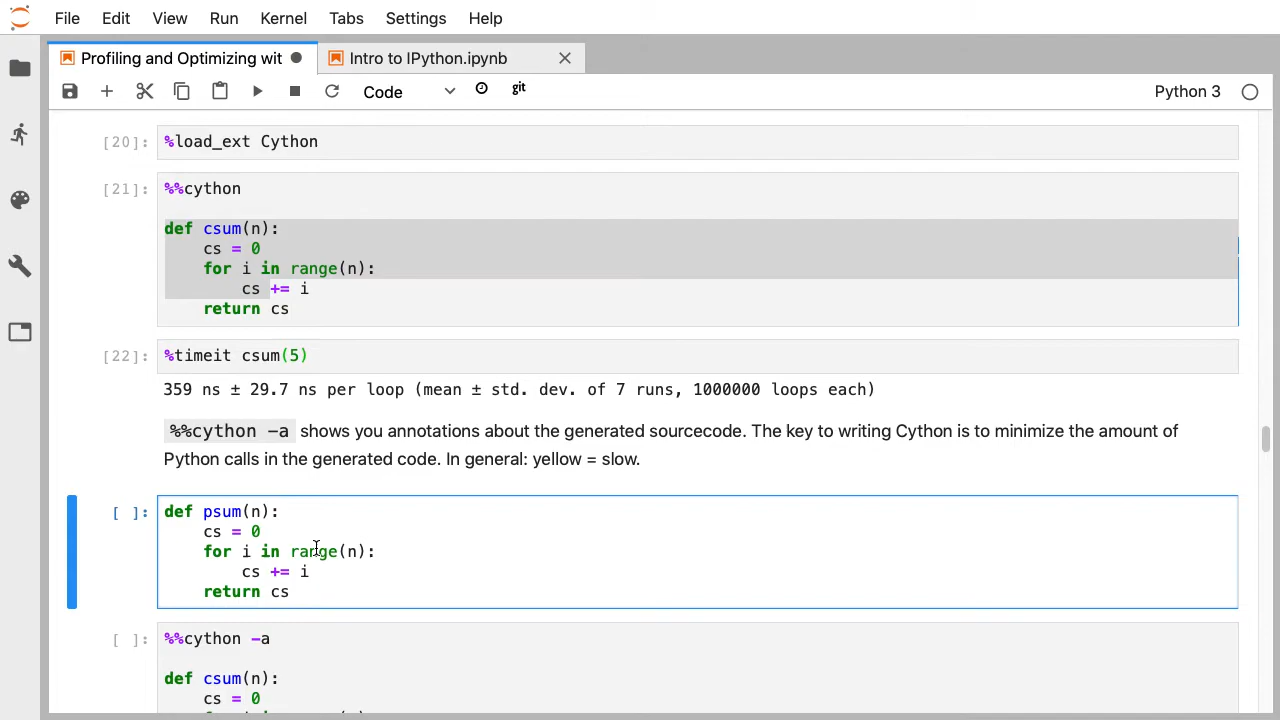 File Edit View Run Kernel Tabs Settings Help
Profiling and Optimizing wit Intro to IPython.ipynb
Code git Python 3
[20]: %load_ext Cython
[21]: %%cython
def csum(n):
    cs = 0
    for i in range(n):
        cs += i
    return cs
[22]: %timeit csum(5)
359 ns ± 29.7 ns per loop (mean ± std. dev. of 7 runs, 1000000 loops each)
%%cython -a shows you annotations about the generated sourcecode. The key to writing Cython is to minimize the amount of
Python calls in the generated code. In general: yellow = slow.
[ ]: def psum(n):
    cs = 0
    for i in range(n):
        cs += i
    return cs
[ ]: %%cython -a
def csum(n):
    cs = 0